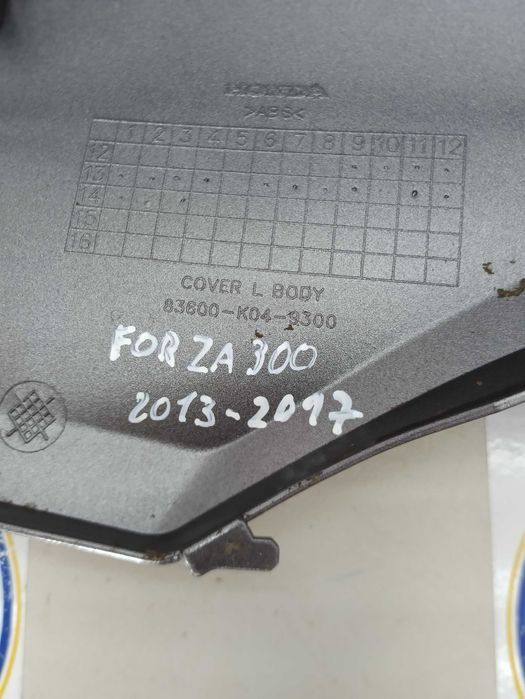 HONDA
>ABS<
1 2 3 4 5 6 7 8 9 10 11 12
12
13
14
15
16
COVER L BODY
83600-K04-9300
FORZA 300
2013-2017